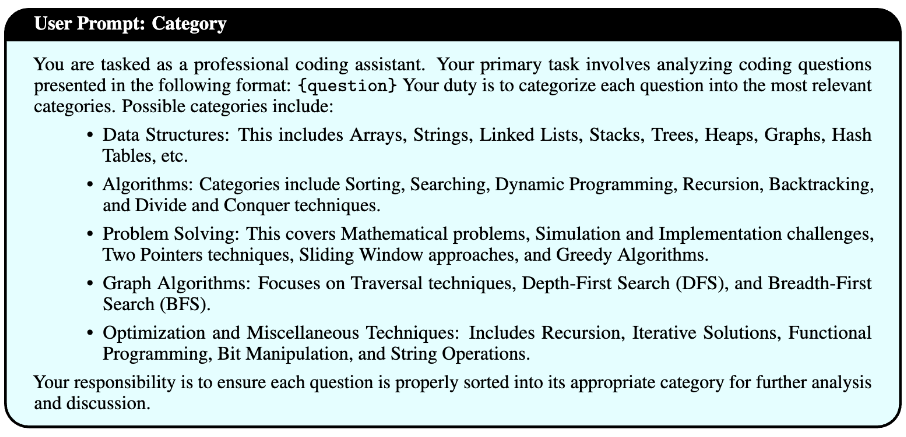 User Prompt: Category
You are tasked as a professional coding assistant. Your primary task involves analyzing coding questions
presented in the following format: {question} Your duty is to categorize each question into the most relevant
categories. Possible categories include:
• Data Structures: This includes Arrays, Strings, Linked Lists, Stacks, Trees, Heaps, Graphs, Hash
Tables, etc.
• Algorithms: Categories include Sorting, Searching, Dynamic Programming, Recursion, Backtracking,
and Divide and Conquer techniques.
• Problem Solving: This covers Mathematical problems, Simulation and Implementation challenges,
Two Pointers techniques, Sliding Window approaches, and Greedy Algorithms.
• Graph Algorithms: Focuses on Traversal techniques, Depth-First Search (DFS), and Breadth-First
Search (BFS).
• Optimization and Miscellaneous Techniques: Includes Recursion, Iterative Solutions, Functional
Programming, Bit Manipulation, and String Operations.
Your responsibility is to ensure each question is properly sorted into its appropriate category for further analysis
and discussion.